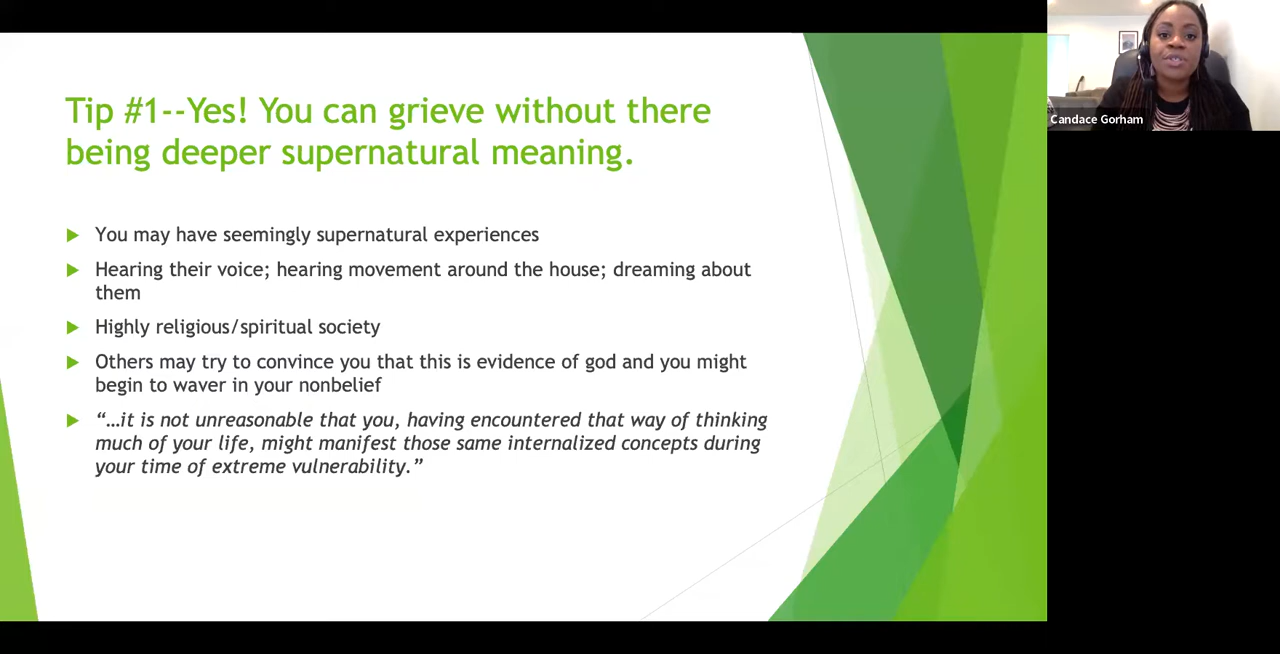 Tip #1--Yes! You can grieve without there
being deeper supernatural meaning.
You may have seemingly supernatural experiences
Hearing their voice; hearing movement around the house; dreaming about
them
Highly religious/spiritual society
Others may try to convince you that this is evidence of god and you might
begin to waver in your nonbelief
“…it is not unreasonable that you, having encountered that way of thinking
much of your life, might manifest those same internalized concepts during
your time of extreme vulnerability.”
Candace Gorham